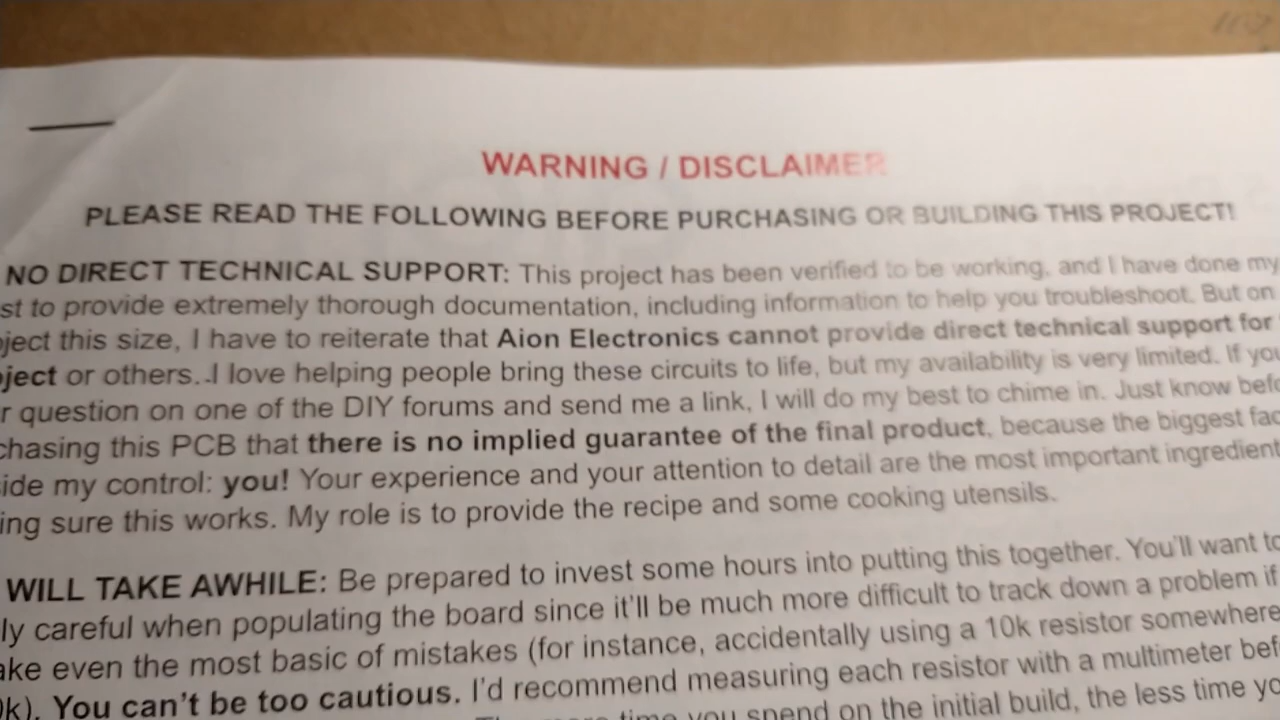 WARNING / DISCLAIMER
PLEASE READ THE FOLLOWING BEFORE PURCHASING OR BUILDING THIS PROJECT!
NO DIRECT TECHNICAL SUPPORT: This project has been verified to be working, and I have done my
st to provide extremely thorough documentation, including information to help you troubleshoot. But on
ject this size, I have to reiterate that Aion Electronics cannot provide direct technical support for
ject or others. I love helping people bring these circuits to life, but my availability is very limited. If you
r question on one of the DIY forums and send me a link, I will do my best to chime in. Just know befo
chasing this PCB that there is no implied guarantee of the final product, because the biggest fac
ide my control: you! Your experience and your attention to detail are the most important ingredient
ing sure this works. My role is to provide the recipe and some cooking utensils.
WILL TAKE AWHILE: Be prepared to invest some hours into putting this together. You'll want to
ly careful when populating the board since it'll be much more difficult to track down a problem if
ake even the most basic of mistakes (for instance, accidentally using a 10k resistor somewhere
0k). You can't be too cautious. I'd recommend measuring each resistor with a multimeter bef
time you spend on the initial build, the less time yo